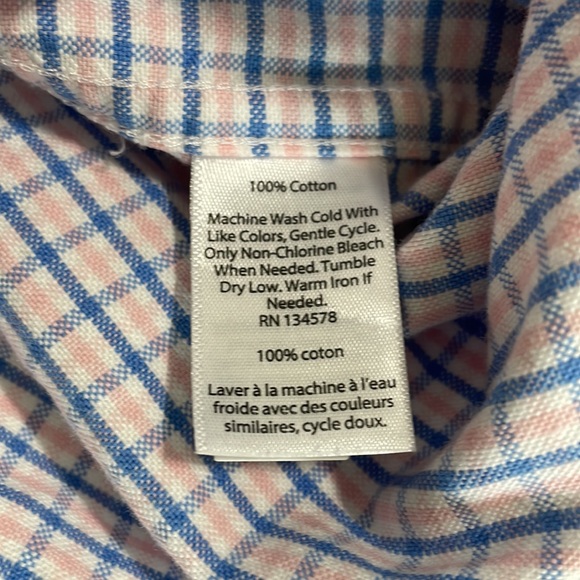 100% Cotton
Machine Wash Cold With
Like Colors, Gentle Cycle.
Only Non-Chlorine Bleach
When Needed. Tumble
Dry Low. Warm Iron If
Needed.
RN 134578
100% coton
Laver à la machine à l'eau
froide avec des couleurs
similaires, cycle doux.